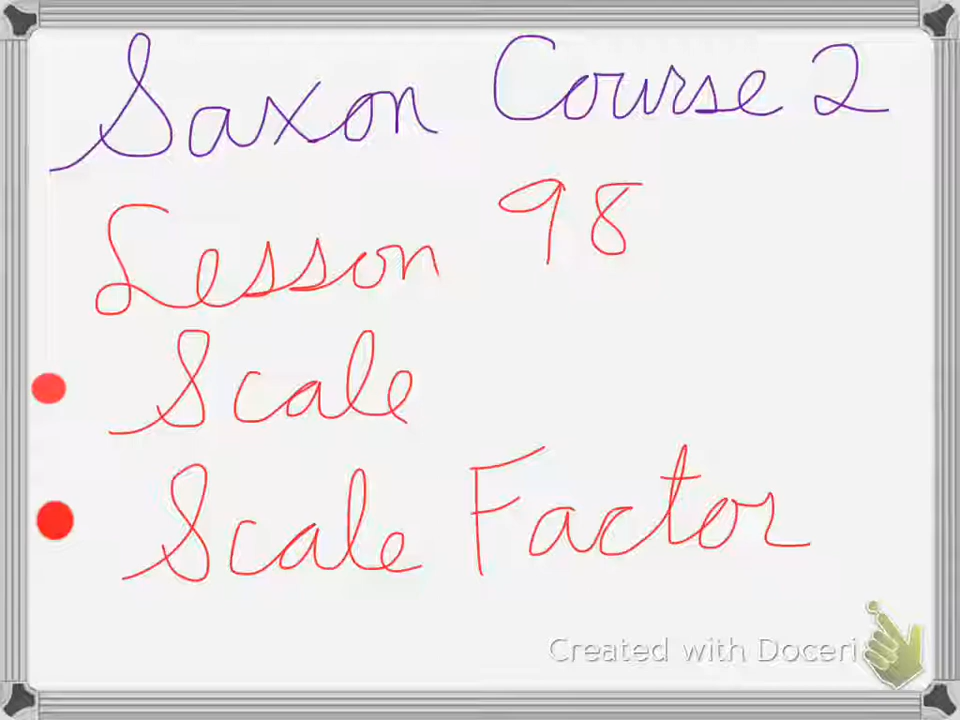 Saxon Course 2
Lesson 98
Scale
Scale Factor
Created with Doceri